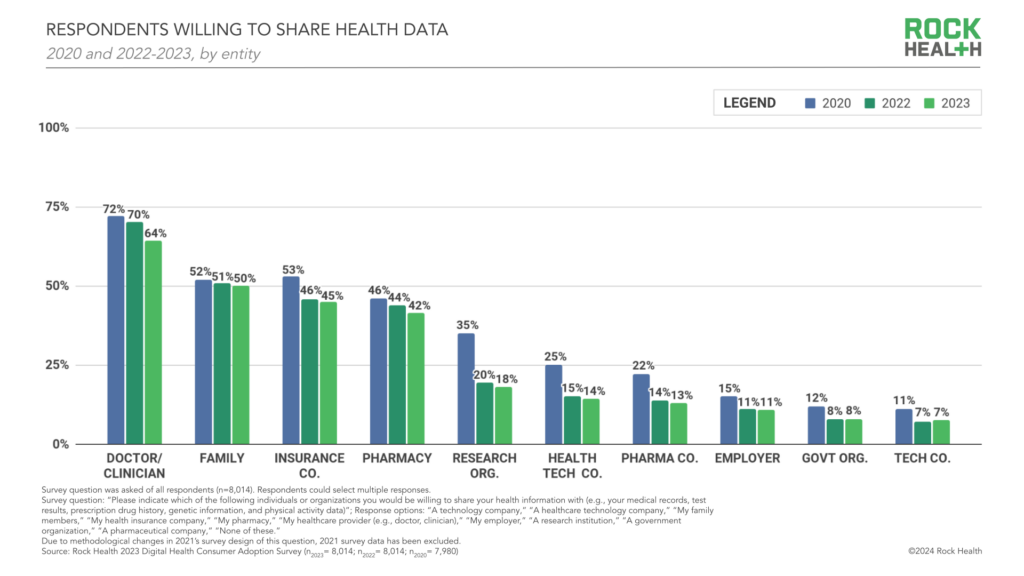 RESPONDENTS WILLING TO SHARE HEALTH DATA
2020 and 2022-2023, by entity
ROCK
HEALTH
LEGEND 2020 2022 2023
100%
75%
50%
25%
0%
72% 70% 64%
52% 51% 50%
53% 46% 45%
46% 44% 42%
35% 20% 18%
25% 15% 14%
22% 14% 13%
15% 11% 11%
12% 8% 8%
11% 7% 7%
DOCTOR/
CLINICIAN
FAMILY
INSURANCE
CO.
PHARMACY
RESEARCH
ORG.
HEALTH
TECH CO.
PHARMA CO.
EMPLOYER
GOVT ORG.
TECH CO.
Survey question was asked of all respondents (n=8,014). Respondents could select multiple responses.
Survey question: “Please indicate which of the following individuals or organizations you would be willing to share your health information with (e.g., your medical records, test
results, prescription drug history, genetic information, and physical activity data)”; Response options: “A technology company,” “A healthcare technology company,” “My family
members,” “My health insurance company,” “My pharmacy,” “My healthcare provider (e.g., doctor, clinician),” “My employer,” “A research institution,” “A government
organization,” “A pharmaceutical company,” “None of these.”
Due to methodological changes in 2021’s survey design of this question, 2021 survey data has been excluded.
Source: Rock Health 2023 Digital Health Consumer Adoption Survey (n2023= 8,014; n2022= 8,014; n2020= 7,980)
©2024 Rock Health